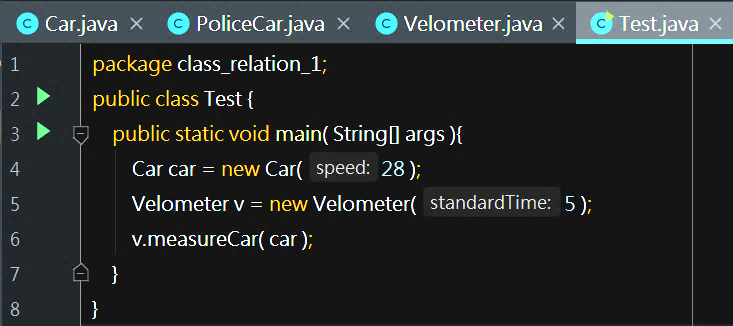 Car.java PoliceCar.java Velometer.java Test.java
1 package class_relation_1;
2 public class Test {
3 public static void main( String[] args ){
4 Car car = new Car( speed: 28 );
5 Velometer v = new Velometer( standardTime: 5 );
6 v.measureCar( car );
7 }
8 }